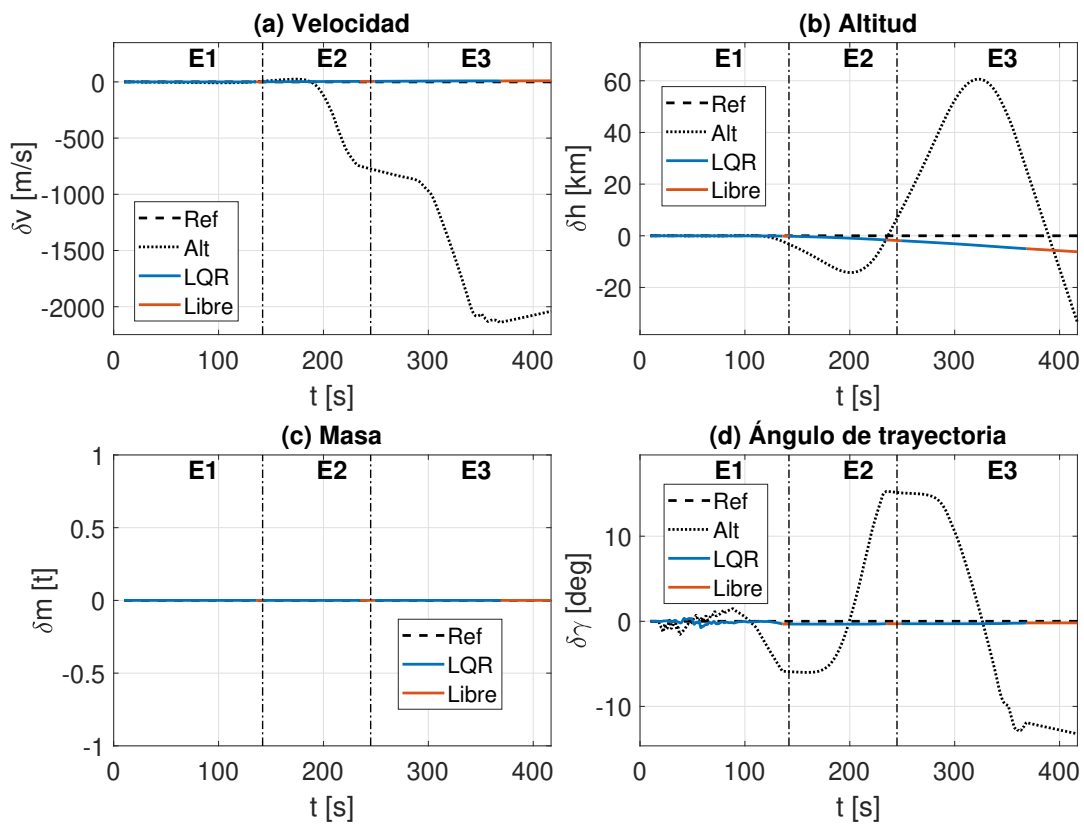 (a) Velocidad
E1 E2 E3
0
-500
-1000
-1500
-2000
δv [m/s]
Ref
Alt
LQR
Libre
0 100 200 300 400
t [s]
(b) Altitud
E1 E2 E3
60
40
20
0
-20
δh [km]
Ref
Alt
LQR
Libre
0 100 200 300 400
t [s]
(c) Masa
E1 E2 E3
1
0.5
0
-0.5
-1
δm [t]
Ref
LQR
Libre
0 100 200 300 400
t [s]
(d) Ángulo de trayectoria
E1 E2 E3
10
0
-10
δγ [deg]
Ref
Alt
LQR
Libre
0 100 200 300 400
t [s]